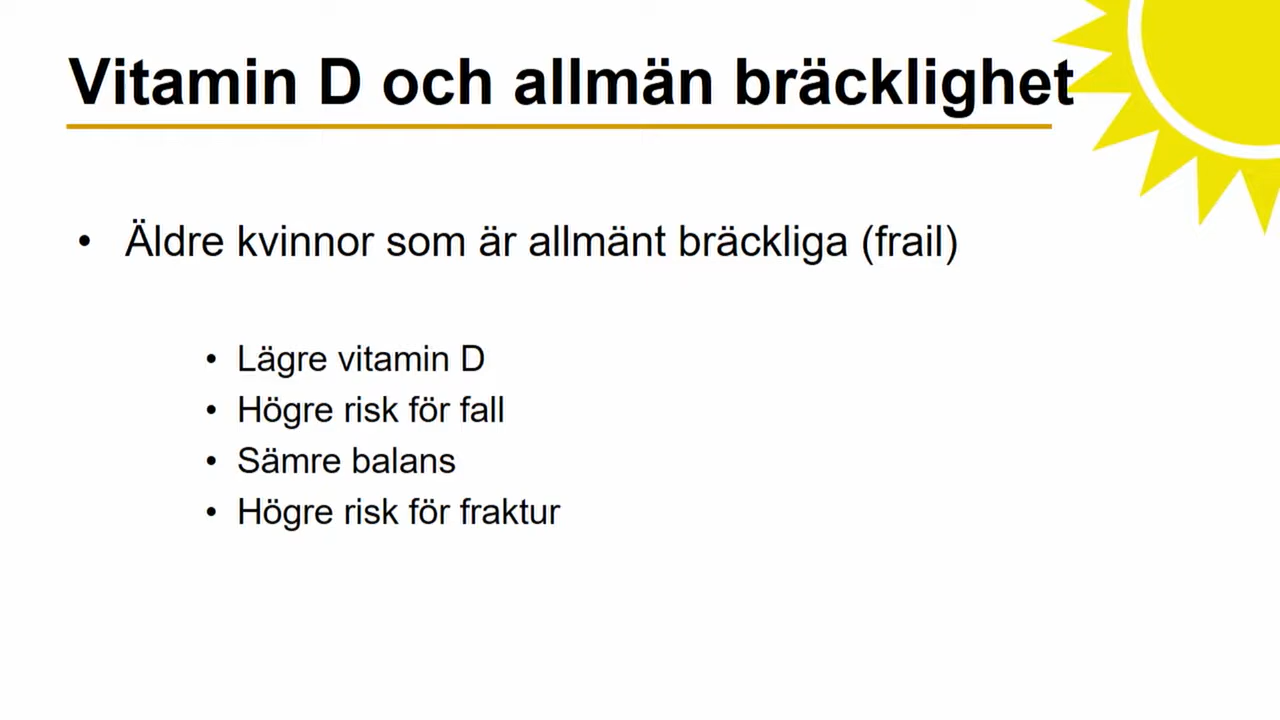 Vitamin D och allmän bräcklighet
• Äldre kvinnor som är allmänt bräckliga (frail)
• Lägre vitamin D
• Högre risk för fall
• Sämre balans
• Högre risk för fraktur